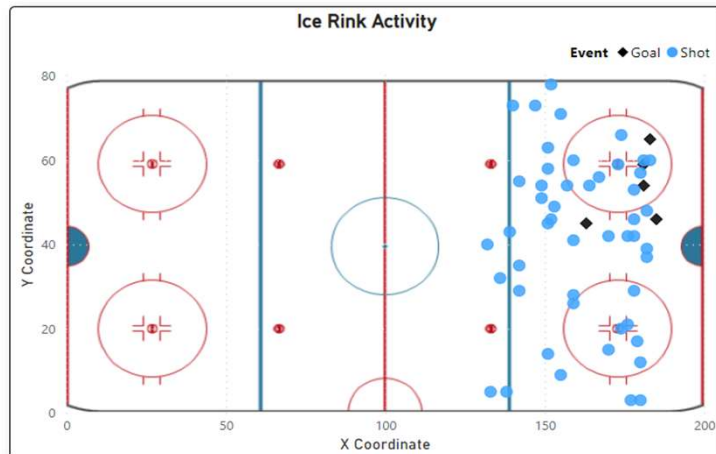 Ice Rink Activity
Event Goal Shot
80
60
40
20
0
Y Coordinate
0 50 100 150 200
X Coordinate